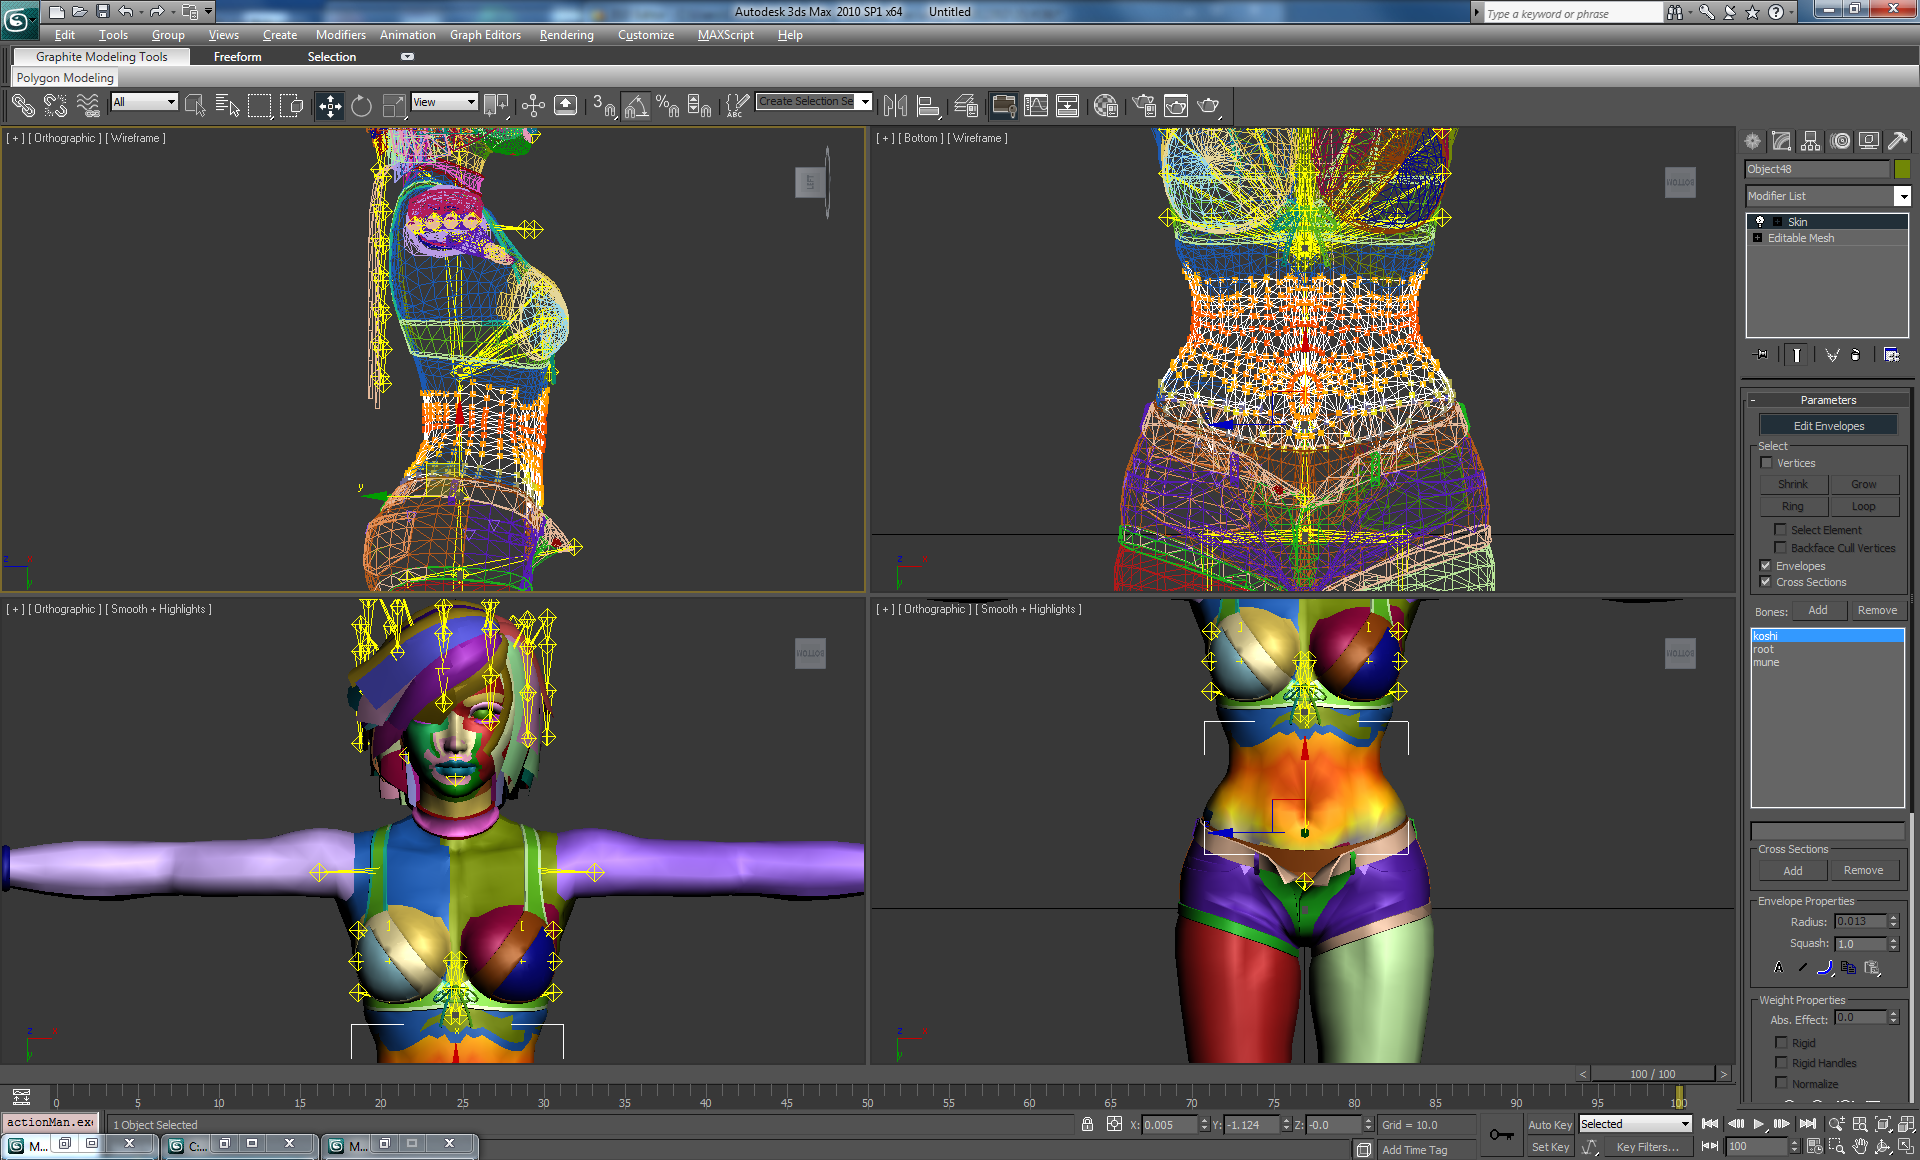 Autodesk 3ds Max 2010 SP1 x64 Untitled
Type a keyword or phrase
Edit Tools Group Views Create Modifiers Animation Graph Editors Rendering Customize MAXScript Help
Graphite Modeling Tools Freeform Selection
Polygon Modeling
All View 3 ABC Create Selection Se
[ + ] [ Orthographic ] [ Wireframe ]
LEFT
y
z x
y
[ + ] [ Bottom ] [ Wireframe ]
BOTTOM
z x
y
[ + ] [ Orthographic ] [ Smooth + Highlights ]
BOTTOM
z x
y
[ + ] [ Orthographic ] [ Smooth + Highlights ]
BOTTOM
z x
y
Object48
Modifier List
Skin
Editable Mesh
- Parameters
Edit Envelopes
Select
Vertices
Shrink Grow
Ring Loop
Select Element
Backface Cull Vertices
Envelopes
Cross Sections
Bones: Add Remove
koshi
root
mune
Cross Sections
Add Remove
Envelope Properties
Radius: 0.013
Squash: 1.0
A
Weight Properties
Abs. Effect: 0.0
Rigid
Rigid Handles
Normalize
< 100 / 100 >
0 5 10 15 20 25 30 35 40 45 50 55 60 65 70 75 80 85 90 95 100
actionMan.exe 1 Object Selected X: 0.005 Y: -1.124 Z: -0.0 Grid = 10.0 Auto Key Selected
M... C:... M... Add Time Tag Set Key Key Filters... 100